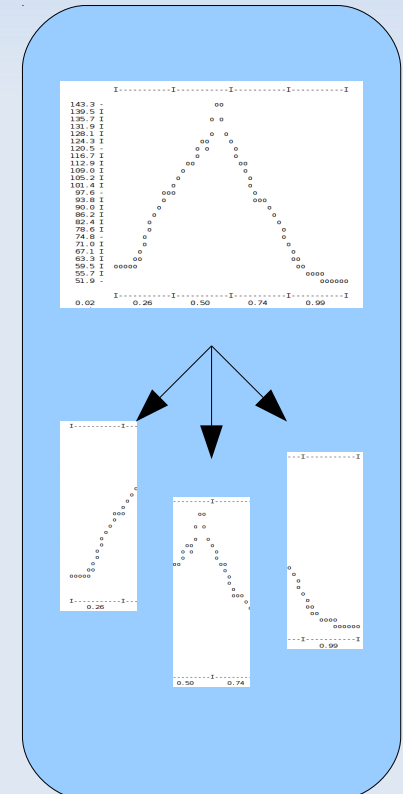 I-----------I-----------I-----------I-----------I
143.3 -
139.5 I
135.7 I
131.9 I
128.1 I
124.3 I
120.5 -
116.7 I
112.9 I
109.0 I
105.2 I
101.4 I
97.6 -
93.8 I
90.0 I
86.2 I
82.4 I
78.6 I
74.8 -
71.0 I
67.1 I
63.3 I
59.5 I
55.7 I
51.9 -
I-----------I-----------I-----------I-----------I
0.02 0.26 0.50 0.74 0.99
I-----------I--
I-----------I--
0.26
--------I-------
--------I-------
0.50 0.74
---I-----------I
---I-----------I
0.99